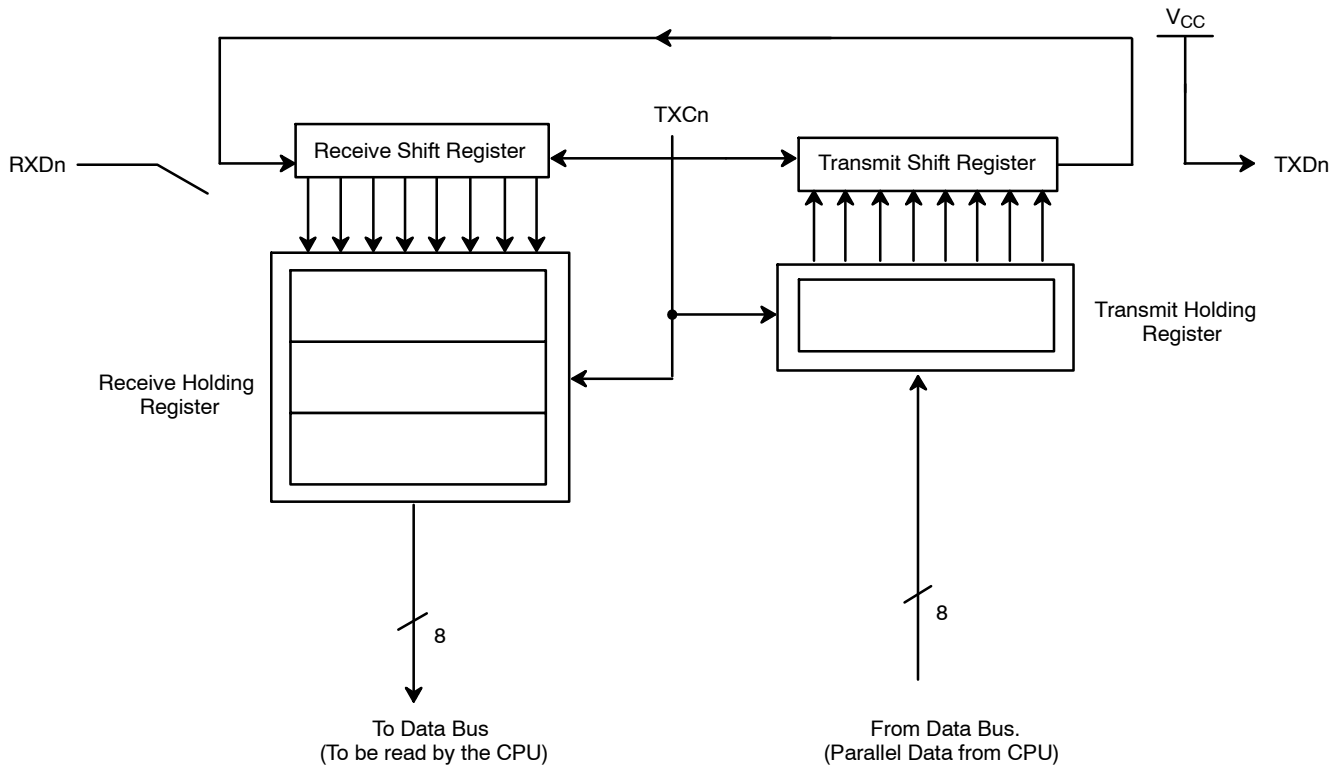 V_CC
TXCn
Receive Shift Register
Transmit Shift Register
RXDn
TXDn
Transmit Holding
Register
Receive Holding
Register
8
8
To Data Bus
(To be read by the CPU)
From Data Bus.
(Parallel Data from CPU)